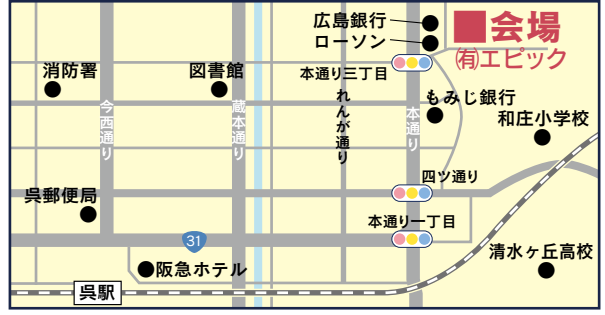 広島銀行
ローソン
■会場
㈲エピック
消防署
図書館
本通り三丁目
今西通り
蔵本通り
れんが通り
本通り
もみじ銀行
和庄小学校
四ツ通り
呉郵便局
本通り一丁目
31
阪急ホテル
清水ヶ丘高校
呉駅